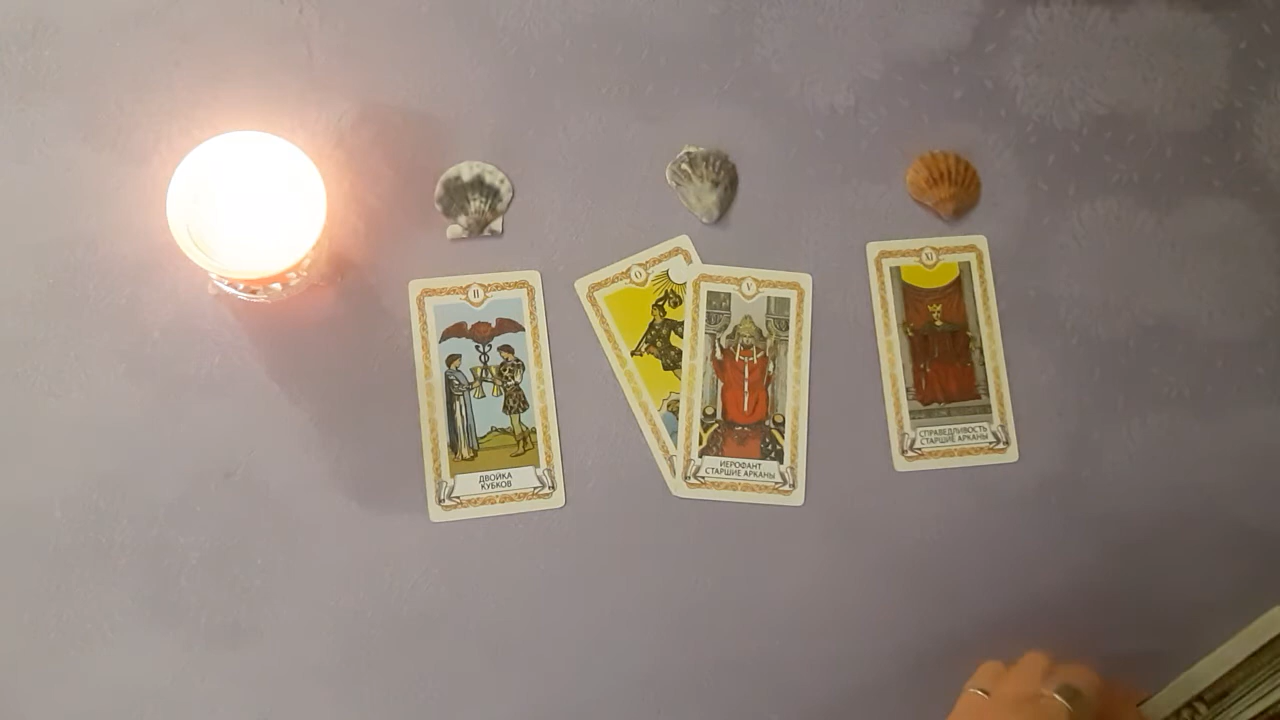 II
ДВОЙКА
КУБКОВ
0
V
ИЕРОФАНТ
СТАРШИЕ АРКАНЫ
XI
СПРАВЕДЛИВОСТЬ
СТАРШИЕ АРКАНЫ